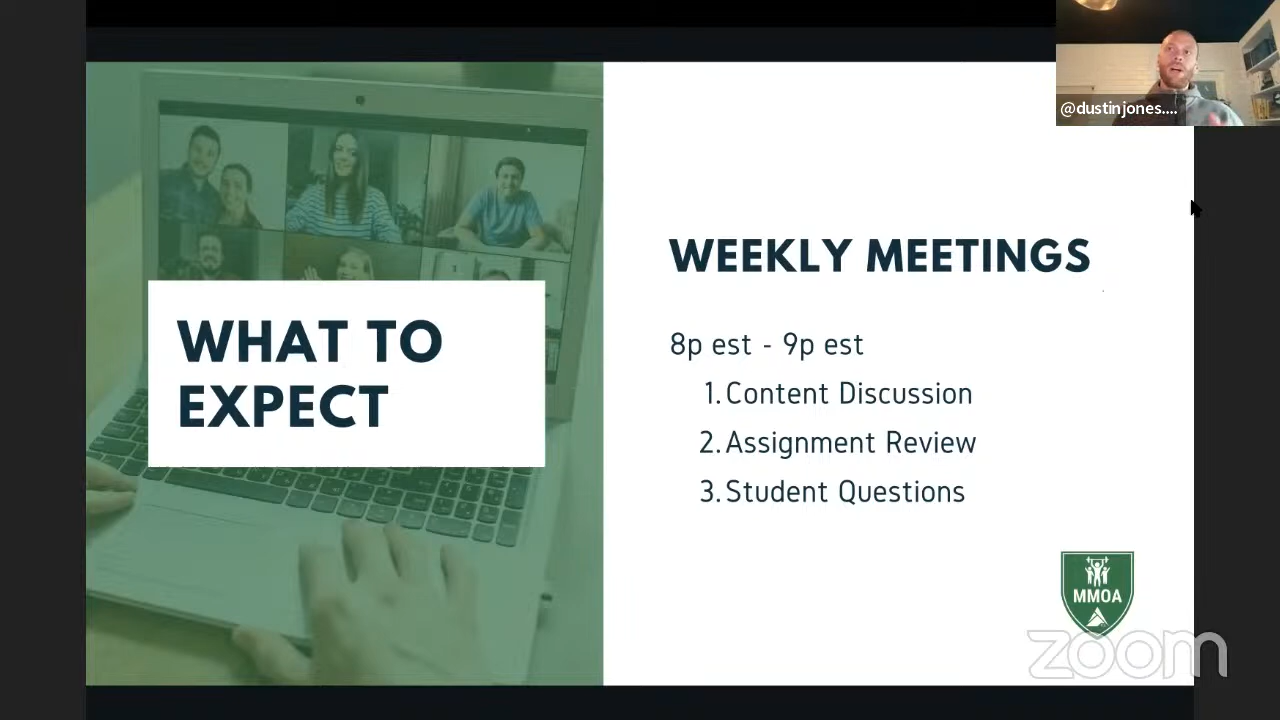 @dustinjones....
WHAT TO
EXPECT
WEEKLY MEETINGS
8p est - 9p est
1. Content Discussion
2. Assignment Review
3. Student Questions
MMOA
zoom